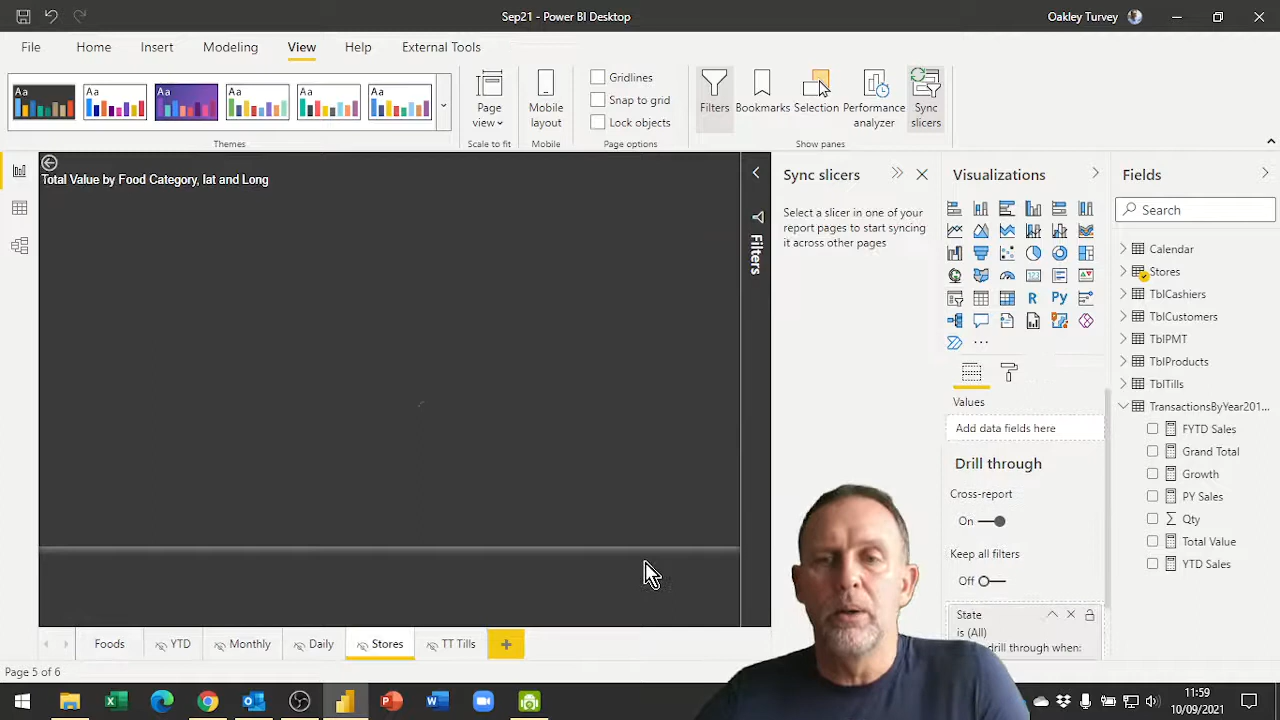 Sep21 - Power BI Desktop
Oakley Turvey
File
Home
Insert
Modeling
View
Help
External Tools
Aa
Aa
Aa
Aa
Aa
Aa
Page
view
Mobile
layout
Gridlines
Snap to grid
Lock objects
Filters
Bookmarks
Selection
Performance
analyzer
Sync
slicers
Themes
Scale to fit
Mobile
Page options
Show panes
Total Value by Food Category, lat and Long
Filters
Sync slicers
Select a slicer in one of your
report pages to start syncing
it across other pages
Visualizations
R
Py
123
Values
Add data fields here
Drill through
Cross-report
On
Keep all filters
Off
State
is (All)
drill through when:
Fields
Search
Calendar
Stores
TblCashiers
TblCustomers
TblPMT
TblProducts
TblTills
TransactionsByYear201...
FYTD Sales
Grand Total
Growth
PY Sales
Qty
Total Value
YTD Sales
Foods
YTD
Monthly
Daily
Stores
TT Tills
Page 5 of 6
11:59
10/09/2021